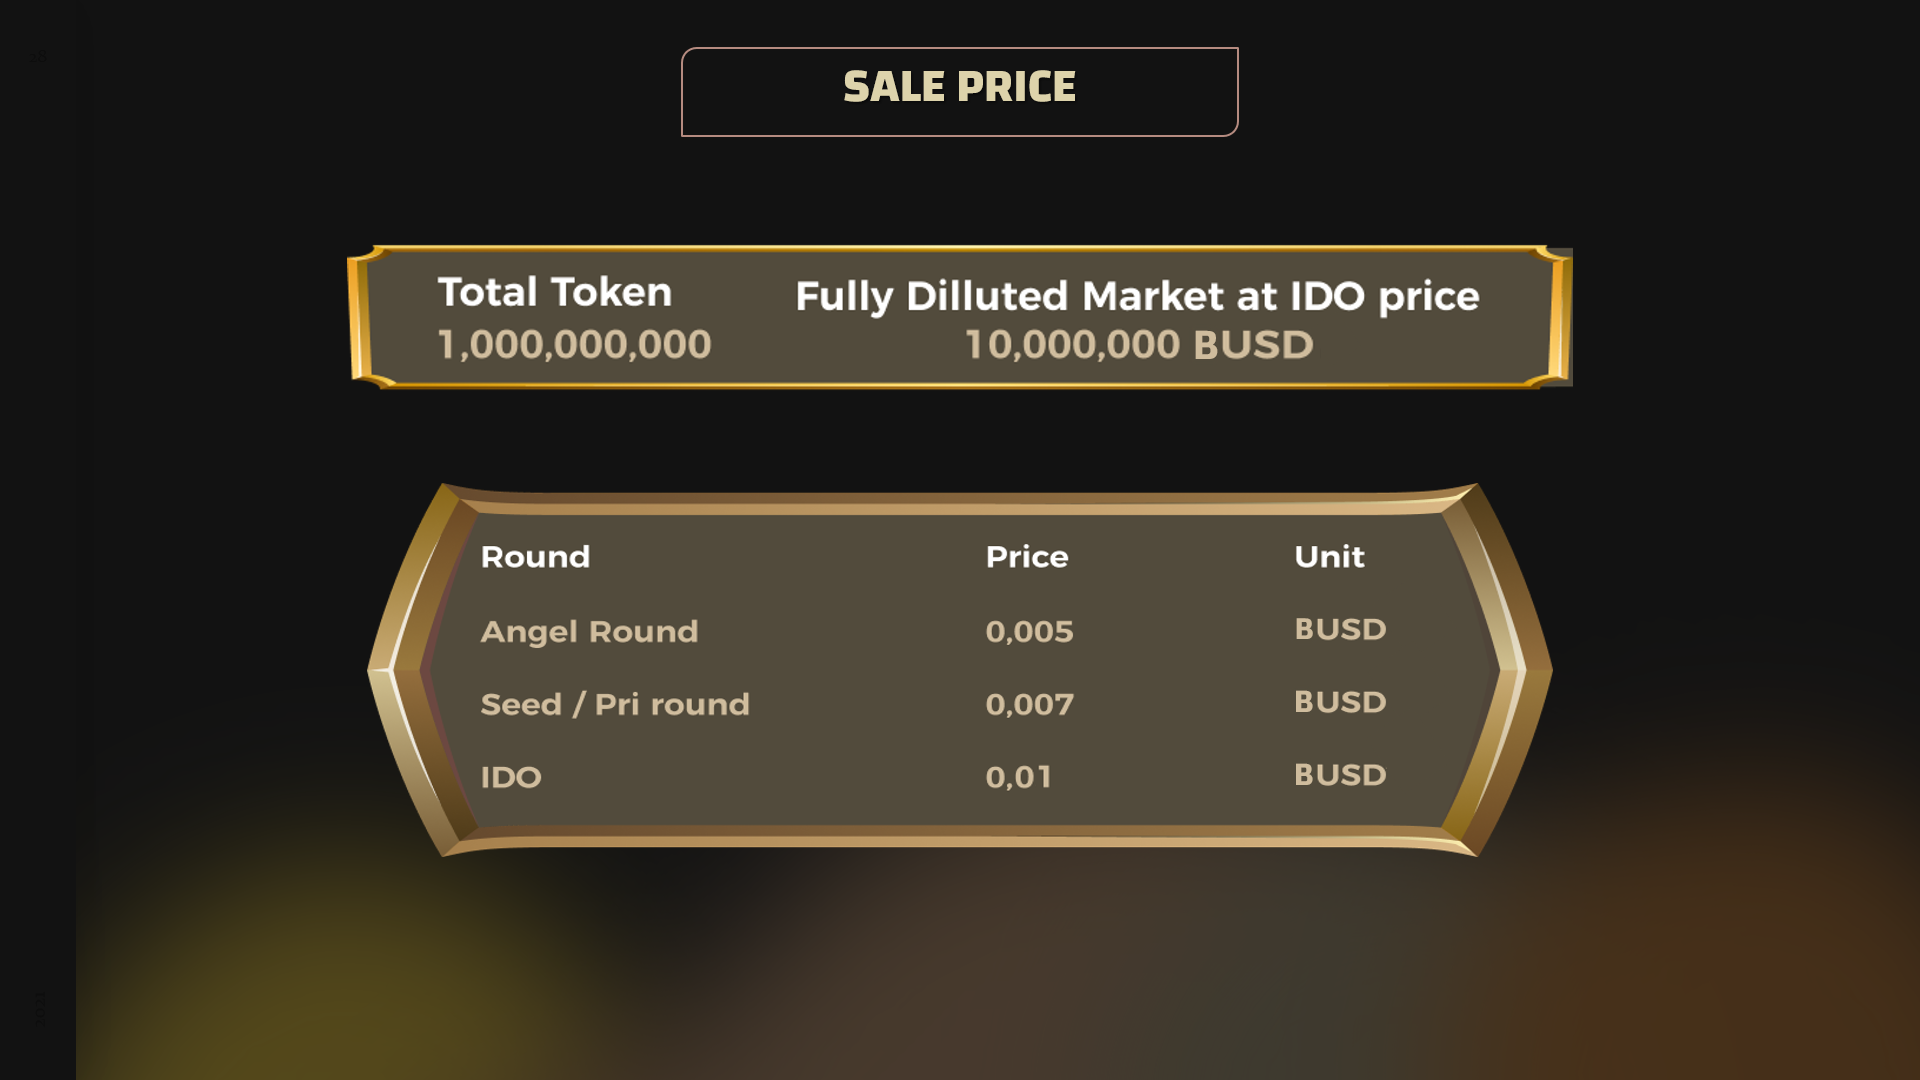 SALE PRICE
Total Token
1,000,000,000
Fully Dilluted Market at IDO price
10,000,000 BUSD
Round Price Unit
Angel Round 0,005 BUSD
Seed / Pri round 0,007 BUSD
IDO 0,01 BUSD